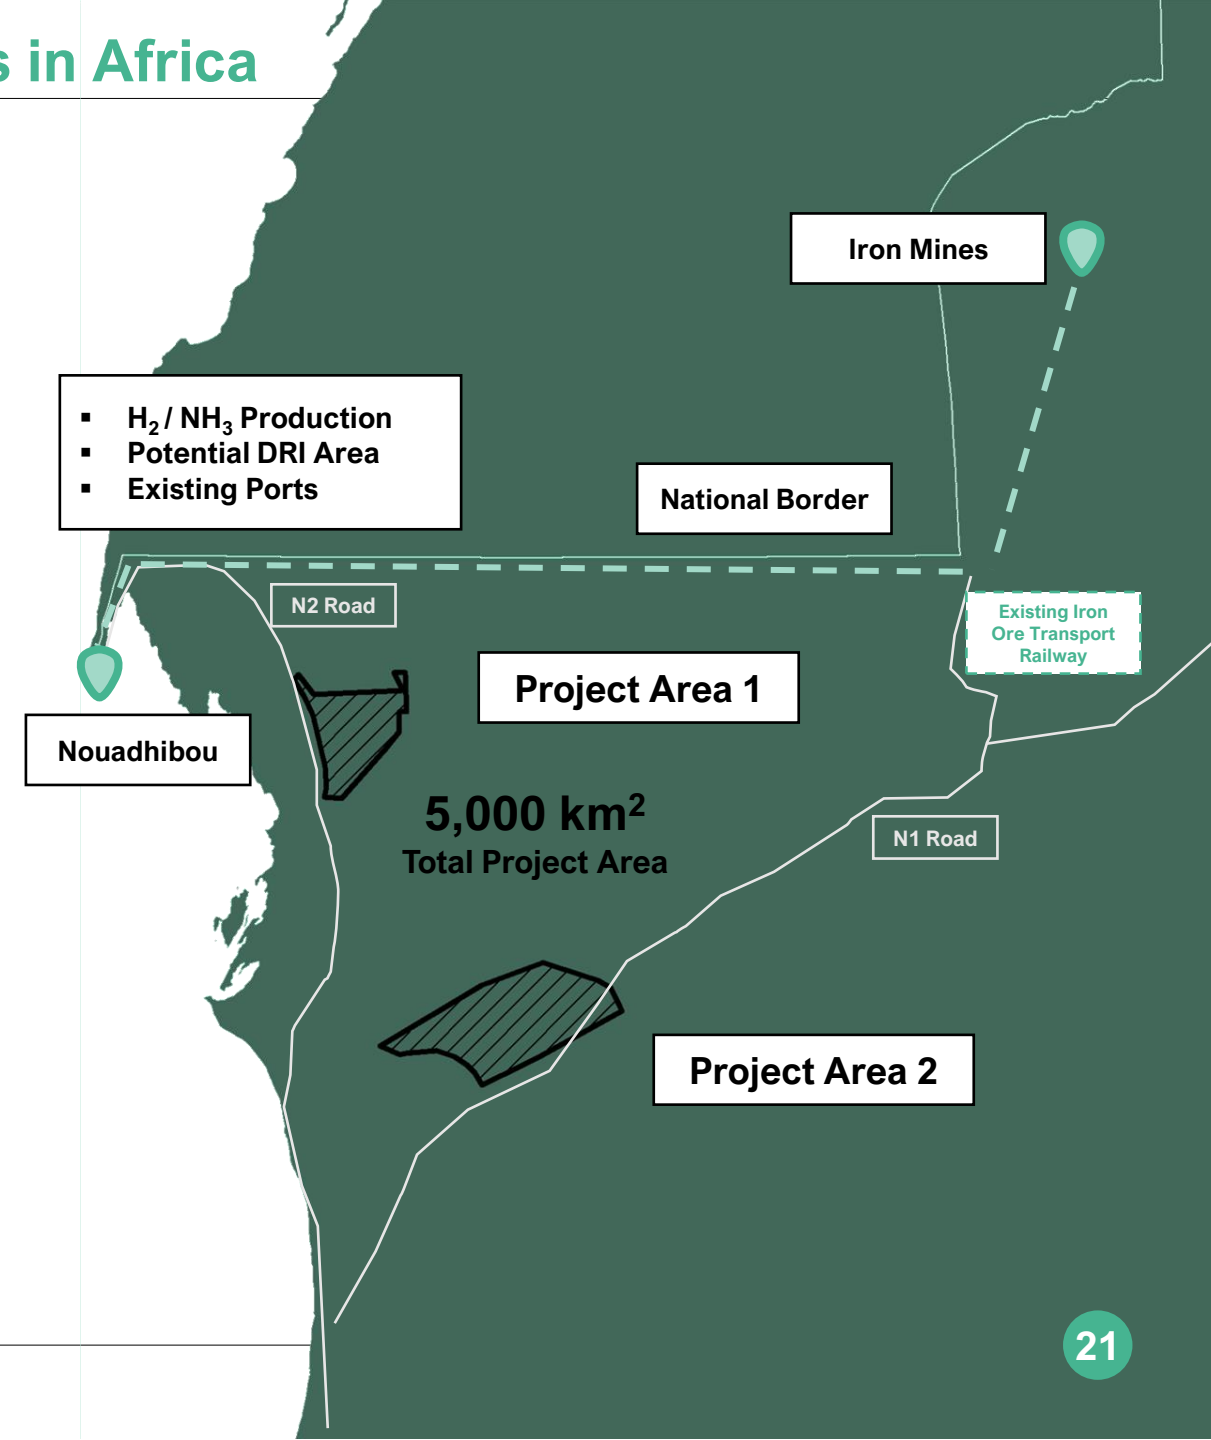 s in Africa
Iron Mines
▪ H₂ / NH₃ Production
▪ Potential DRI Area
▪ Existing Ports
National Border
N2 Road
Existing Iron
Ore Transport
Railway
Project Area 1
Nouadhibou
5,000 km²
Total Project Area
N1 Road
Project Area 2
21